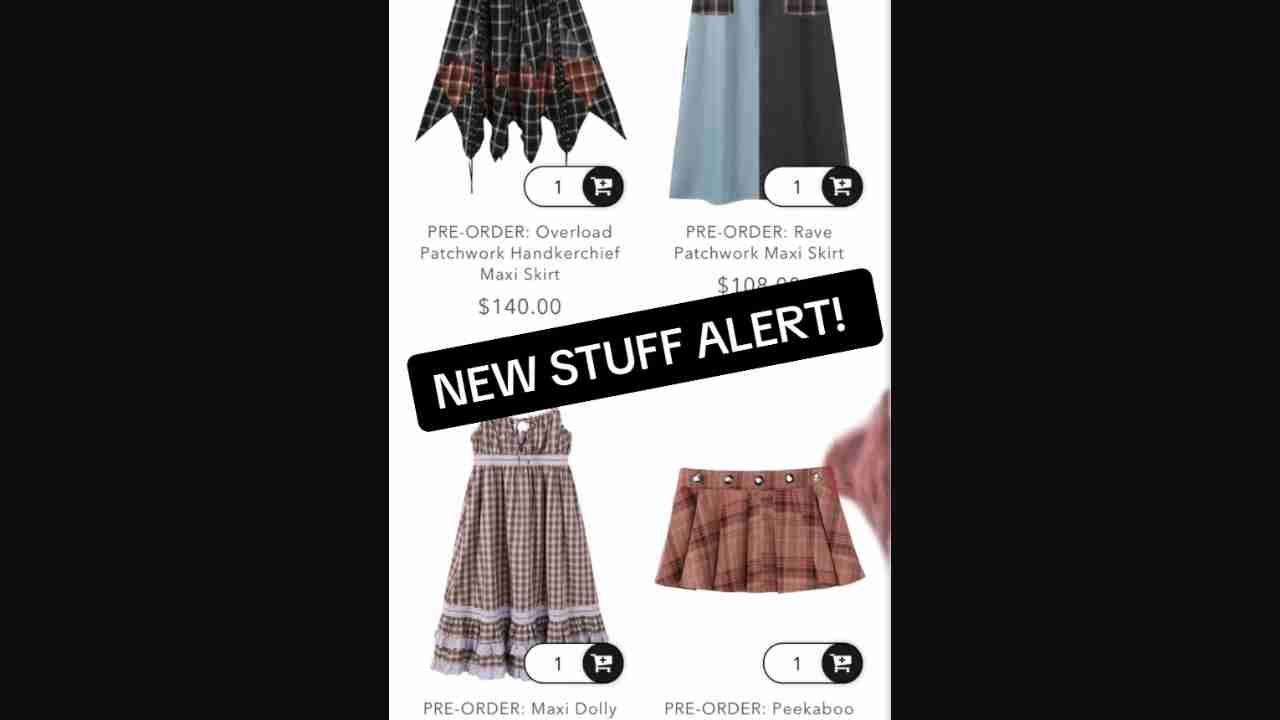 1
1
PRE-ORDER: Overload
Patchwork Handkerchief
Maxi Skirt
$140.00
PRE-ORDER: Rave
Patchwork Maxi Skirt
$108.00
NEW STUFF ALERT!
1
1
PRE-ORDER: Maxi Dolly
PRE-ORDER: Peekaboo